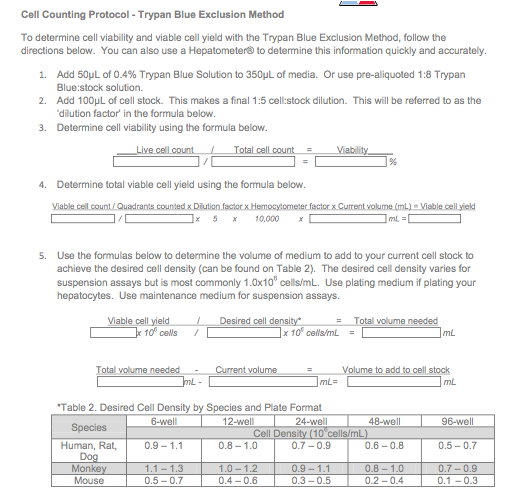 Cell Counting Protocol - Trypan Blue Exclusion Method
To determine cell viability and viable cell yield with the Trypan Blue Exclusion Method, follow the
directions below. You can also use a Hepatometer® to determine this information quickly and accurately.
1. Add 50µL of 0.4% Trypan Blue Solution to 350µL of media. Or use pre-aliquoted 1:8 Trypan
Blue:stock solution.
2. Add 100µL of cell stock. This makes a final 1:5 cell:stock dilution. This will be referred to as the
'dilution factor' in the formula below.
3. Determine cell viability using the formula below.
Live cell count / Total cell count = Viability
/ = %
4. Determine total viable cell yield using the formula below.
Viable cell count / Quadrants counted x Dilution factor x Hemocytometer factor x Current volume (mL) = Viable cell yield
/ x 5 x 10,000 x mL =
5. Use the formulas below to determine the volume of medium to add to your current cell stock to
achieve the desired cell density (can be found on Table 2). The desired cell density varies for
suspension assays but is most commonly 1.0x10⁶ cells/mL. Use plating medium if plating your
hepatocytes. Use maintenance medium for suspension assays.
Viable cell yield / Desired cell density* = Total volume needed
x 10⁶ cells / x 10⁶ cells/mL = mL
Total volume needed - Current volume = Volume to add to cell stock
mL - mL= mL
*Table 2. Desired Cell Density by Species and Plate Format
Species 6-well 12-well 24-well 48-well 96-well
Cell Density (10⁶cells/mL)
Human, Rat, Dog 0.9 – 1.1 0.8 – 1.0 0.7 – 0.9 0.6 – 0.8 0.5 – 0.7
Monkey 1.1 – 1.3 1.0 – 1.2 0.9 – 1.1 0.8 – 1.0 0.7 – 0.9
Mouse 0.5 – 0.7 0.4 – 0.6 0.3 – 0.5 0.2 – 0.4 0.1 – 0.3